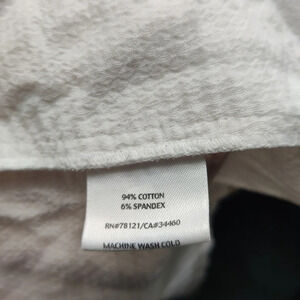 94% COTTON
6% SPANDEX
RN#78121/CA#34460
MACHINE WASH COLD